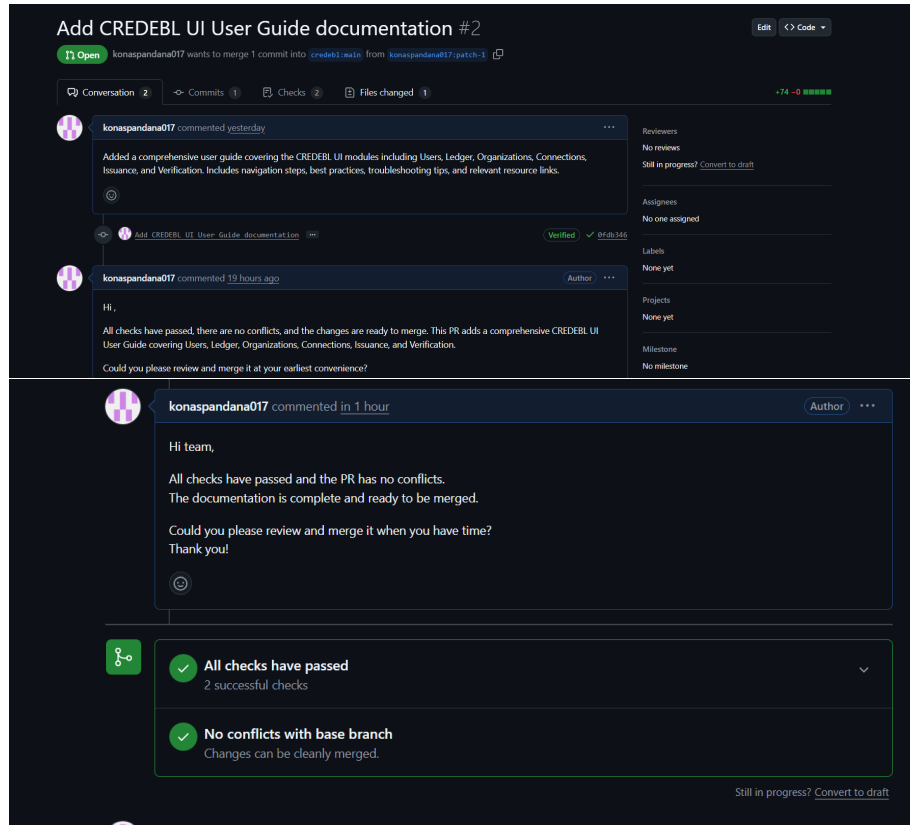 Add CREDEBL UI User Guide documentation #2
Edit
<> Code
Open
konaspandana017 wants to merge 1 commit into credebl:main from konaspandana017:patch-1
Conversation 2
Commits 1
Checks 2
Files changed 1
+74 −0
konaspandana017 commented yesterday
Added a comprehensive user guide covering the CREDEBL UI modules including Users, Ledger, Organizations, Connections,
Issuance, and Verification. Includes navigation steps, best practices, troubleshooting tips, and relevant resource links.
Add CREDEBL UI User Guide documentation
Verified
0fdb346
konaspandana017 commented 19 hours ago
Author
Hi ,
All checks have passed, there are no conflicts, and the changes are ready to merge. This PR adds a comprehensive CREDEBL UI
User Guide covering Users, Ledger, Organizations, Connections, Issuance, and Verification.
Could you please review and merge it at your earliest convenience?
Reviewers
No reviews
Still in progress? Convert to draft
Assignees
No one assigned
Labels
None yet
Projects
None yet
Milestone
No milestone
konaspandana017 commented in 1 hour
Author
Hi team,
All checks have passed and the PR has no conflicts.
The documentation is complete and ready to be merged.
Could you please review and merge it when you have time?
Thank you!
All checks have passed
2 successful checks
No conflicts with base branch
Changes can be cleanly merged.
Still in progress? Convert to draft